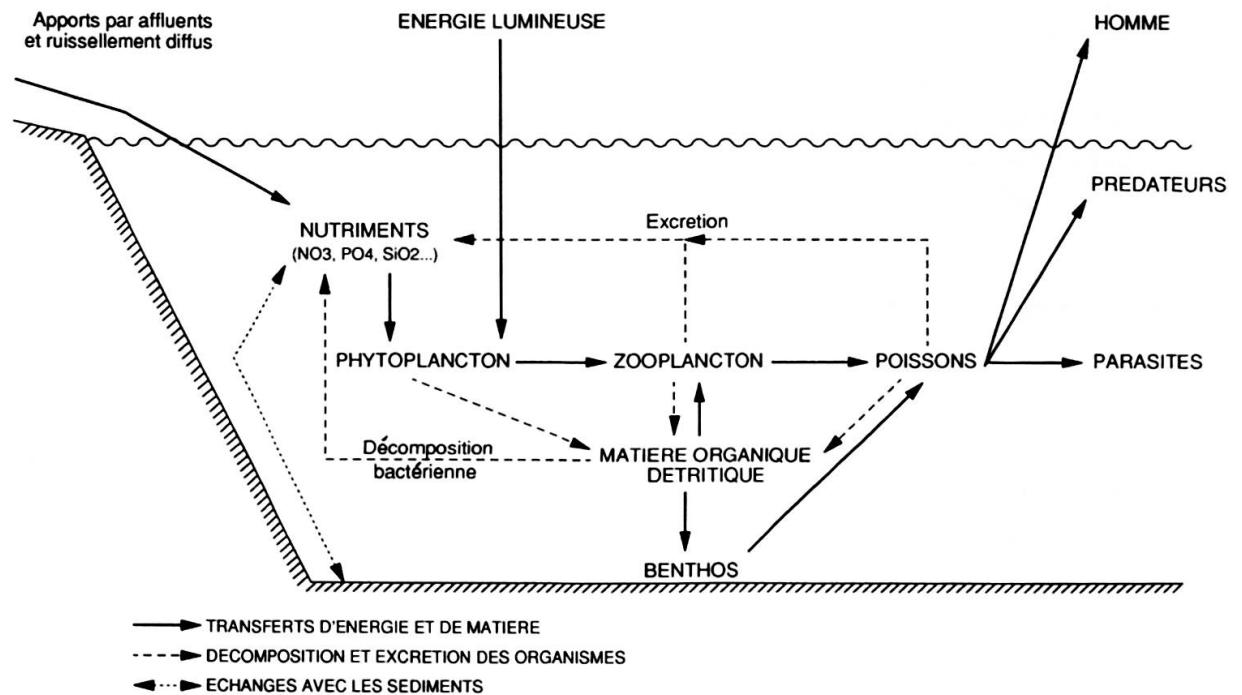 Apports par affluents
et ruissellement diffus
ENERGIE LUMINEUSE
HOMME
PREDATEURS
NUTRIMENTS
(NO3, PO4, SiO2...)
Excretion
PHYTOPLANCTON
ZOOPLANCTON
POISSONS
PARASITES
Décomposition
bactérienne
MATIERE ORGANIQUE
DETRITIQUE
BENTHOS
TRANSFERTS D'ENERGIE ET DE MATIERE
DECOMPOSITION ET EXCRETION DES ORGANISMES
ECHANGES AVEC LES SEDIMENTS